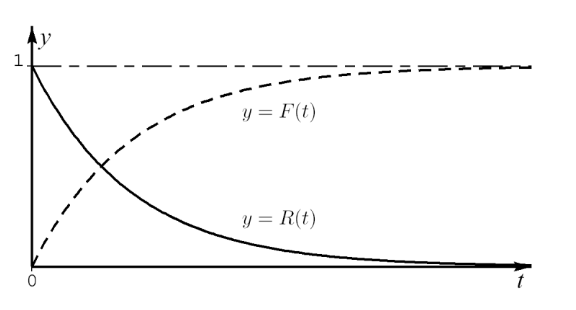 y
1
y = F(t)
y = R(t)
0
t